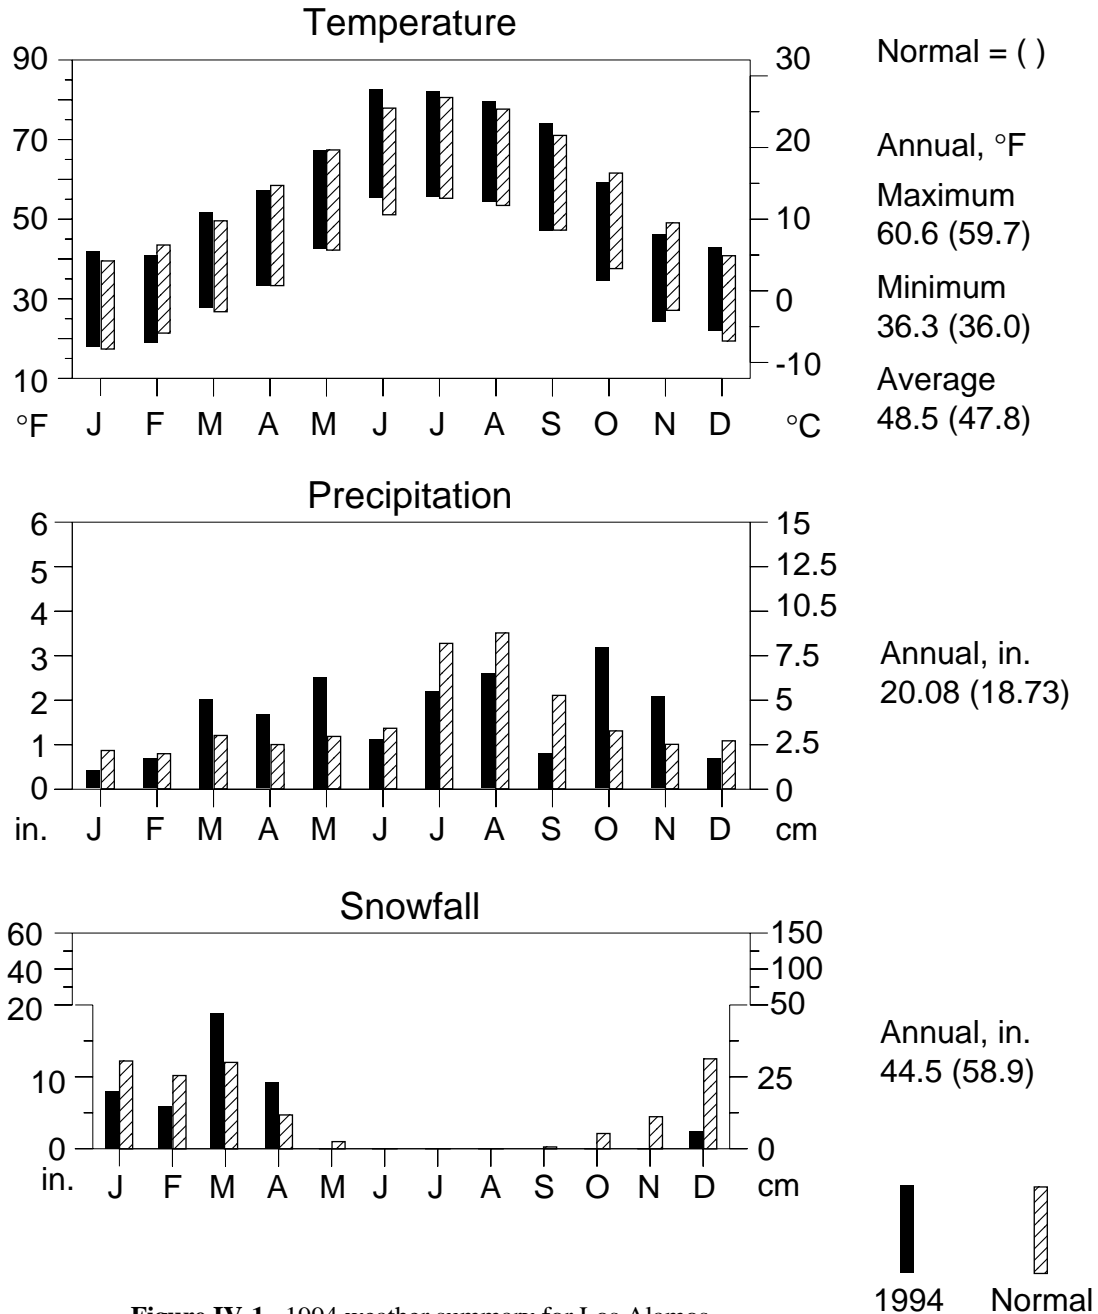 Temperature
90
70
50
30
10
30
20
10
0
-10
°F J F M A M J J A S O N D °C
Normal = ( )
Annual, °F
Maximum
60.6 (59.7)
Minimum
36.3 (36.0)
Average
48.5 (47.8)
Precipitation
6
5
4
3
2
1
0
15
12.5
10.5
7.5
5
2.5
0
in. J F M A M J J A S O N D cm
Annual, in.
20.08 (18.73)
Snowfall
60
40
20
10
0
150
100
50
25
0
in. J F M A M J J A S O N D cm
Annual, in.
44.5 (58.9)
1994 Normal
Figure IV-1. 1994 weather summary for Los Alamos